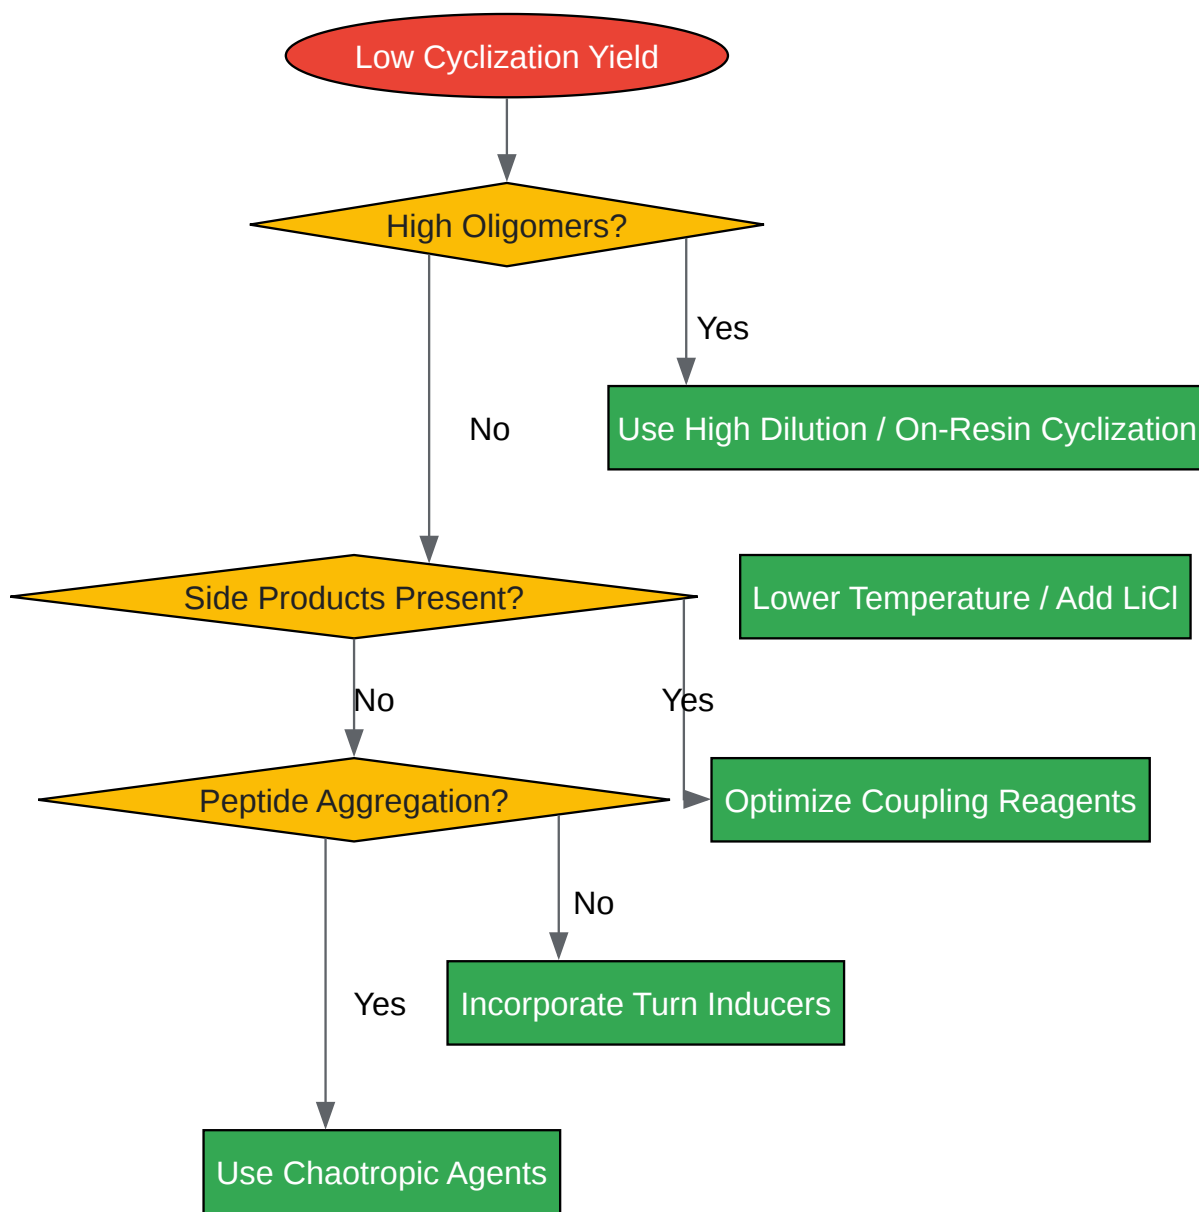 Low Cyclization Yield
High Oligomers?
Yes
No
Use High Dilution / On-Resin Cyclization
Side Products Present?
Lower Temperature / Add LiCl
No
Yes
Peptide Aggregation?
Optimize Coupling Reagents
No
Yes
Incorporate Turn Inducers
Use Chaotropic Agents